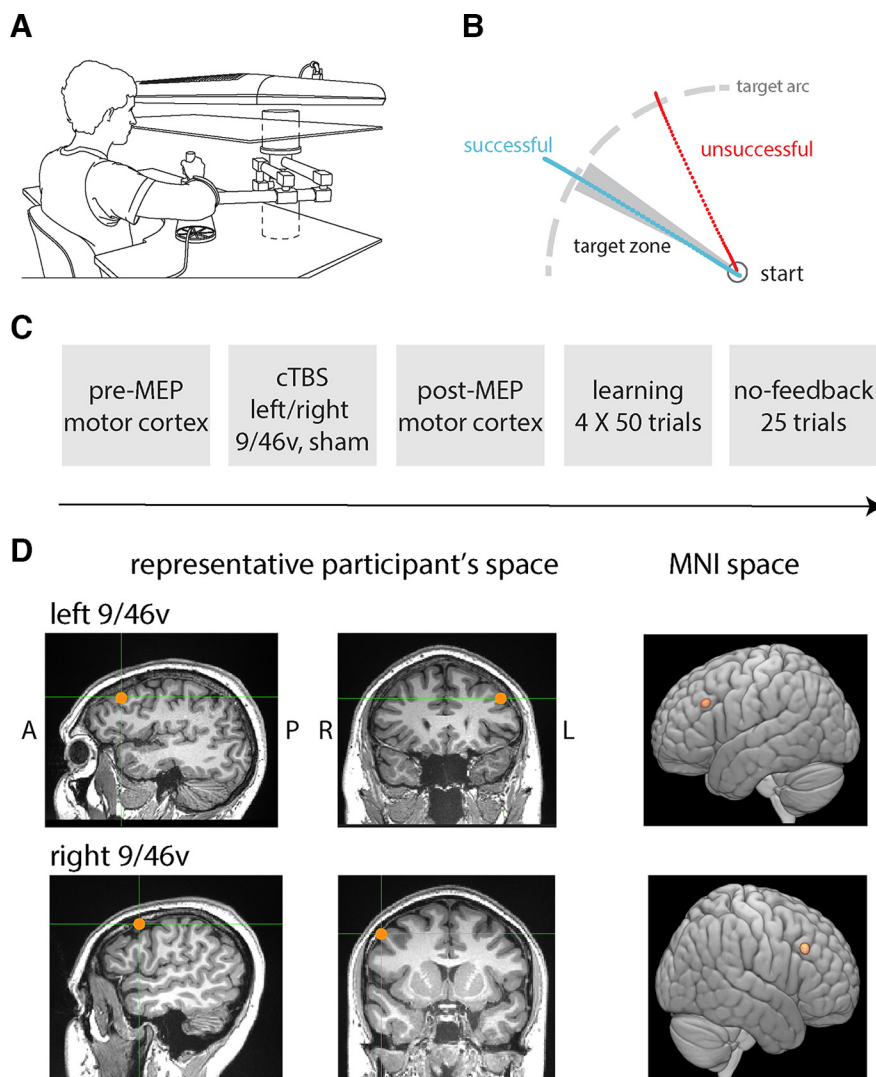 A
B
target arc
successful
unsuccessful
target zone
start
C
pre-MEP
motor cortex
cTBS
left/right
9/46v, sham
post-MEP
motor cortex
learning
4 X 50 trials
no-feedback
25 trials
D
representative participant's space
MNI space
left 9/46v
A
P
R
L
right 9/46v